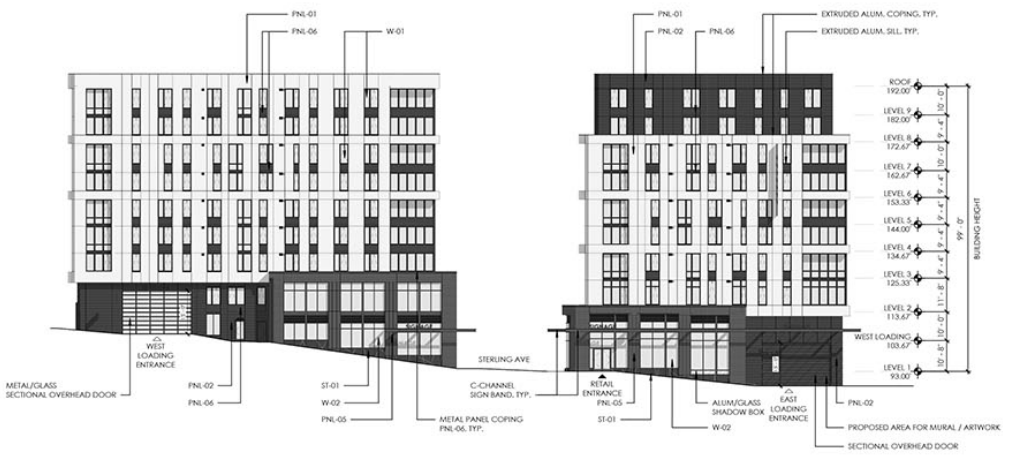 PNL-01
PNL-06
W-01
PNL-01
PNL-02
PNL-06
EXTRUDED ALUM. COPING, TYP.
EXTRUDED ALUM. SILL, TYP.
ROOF
192.00'
LEVEL 9
182.00'
LEVEL 8
172.67'
LEVEL 7
162.67'
LEVEL 6
153.33'
LEVEL 5
144.00'
LEVEL 4
134.67'
LEVEL 3
125.33'
LEVEL 2
113.67'
WEST LOADING
103.67'
LEVEL 1
93.00'
10' - 0"
9' - 4"
10' - 0"
9' - 4"
9' - 4"
9' - 4"
9' - 4"
11' - 8"
10' - 0"
10' - 8"
99' - 0"
BUILDING HEIGHT
SIGNAGE
SIGNAGE
WEST
LOADING
ENTRANCE
METAL/GLASS
SECTIONAL OVERHEAD DOOR
PNL-02
PNL-06
ST-01
W-02
PNL-05
METAL PANEL COPING
PNL-06, TYP.
STERLING AVE
C-CHANNEL
SIGN BAND, TYP.
RETAIL
ENTRANCE
PNL-05
ST-01
W-02
ALUM/GLASS
SHADOW BOX
EAST
LOADING
ENTRANCE
PNL-02
PROPOSED AREA FOR MURAL / ARTWORK
SECTIONAL OVERHEAD DOOR